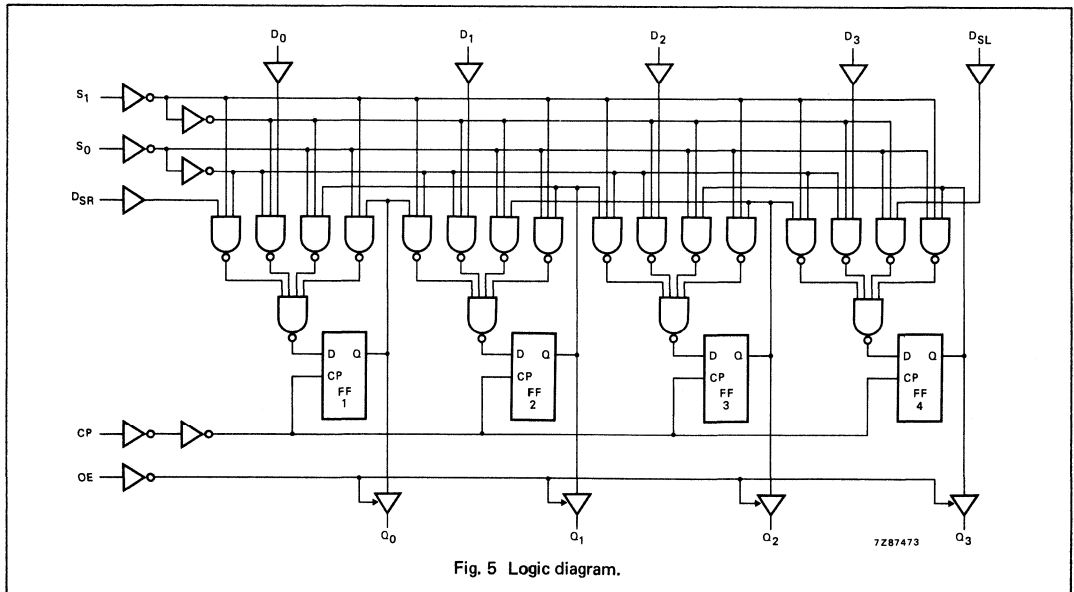 D0 D1 D2 D3 DSL
S1
S0
DSR
D Q
CP
FF
1
D Q
CP
FF
2
D Q
CP
FF
3
D Q
CP
FF
4
CP
OE
Q0 Q1 Q2 Q3
7Z87473
Fig. 5 Logic diagram.